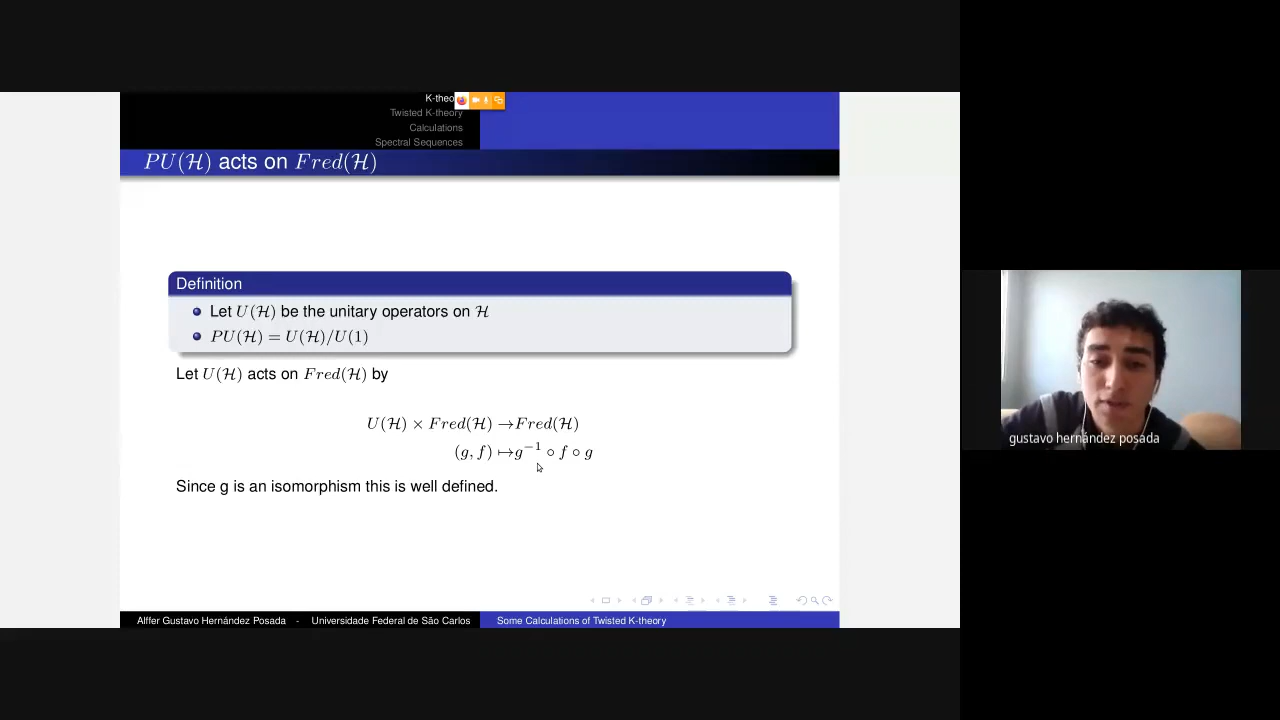 K-theo
Twisted K-theory
Calculations
Spectral Sequences
PU(ℋ) acts on Fred(ℋ)
Definition
Let U(ℋ) be the unitary operators on ℋ
PU(ℋ) = U(ℋ)/U(1)
Let U(ℋ) acts on Fred(ℋ) by
U(ℋ) × Fred(ℋ) →Fred(ℋ)
(g, f) ↦g⁻¹ ∘ f ∘ g
Since g is an isomorphism this is well defined.
Alffer Gustavo Hernández Posada - Universidade Federal de São Carlos Some Calculations of Twisted K-theory
gustavo hernández posada